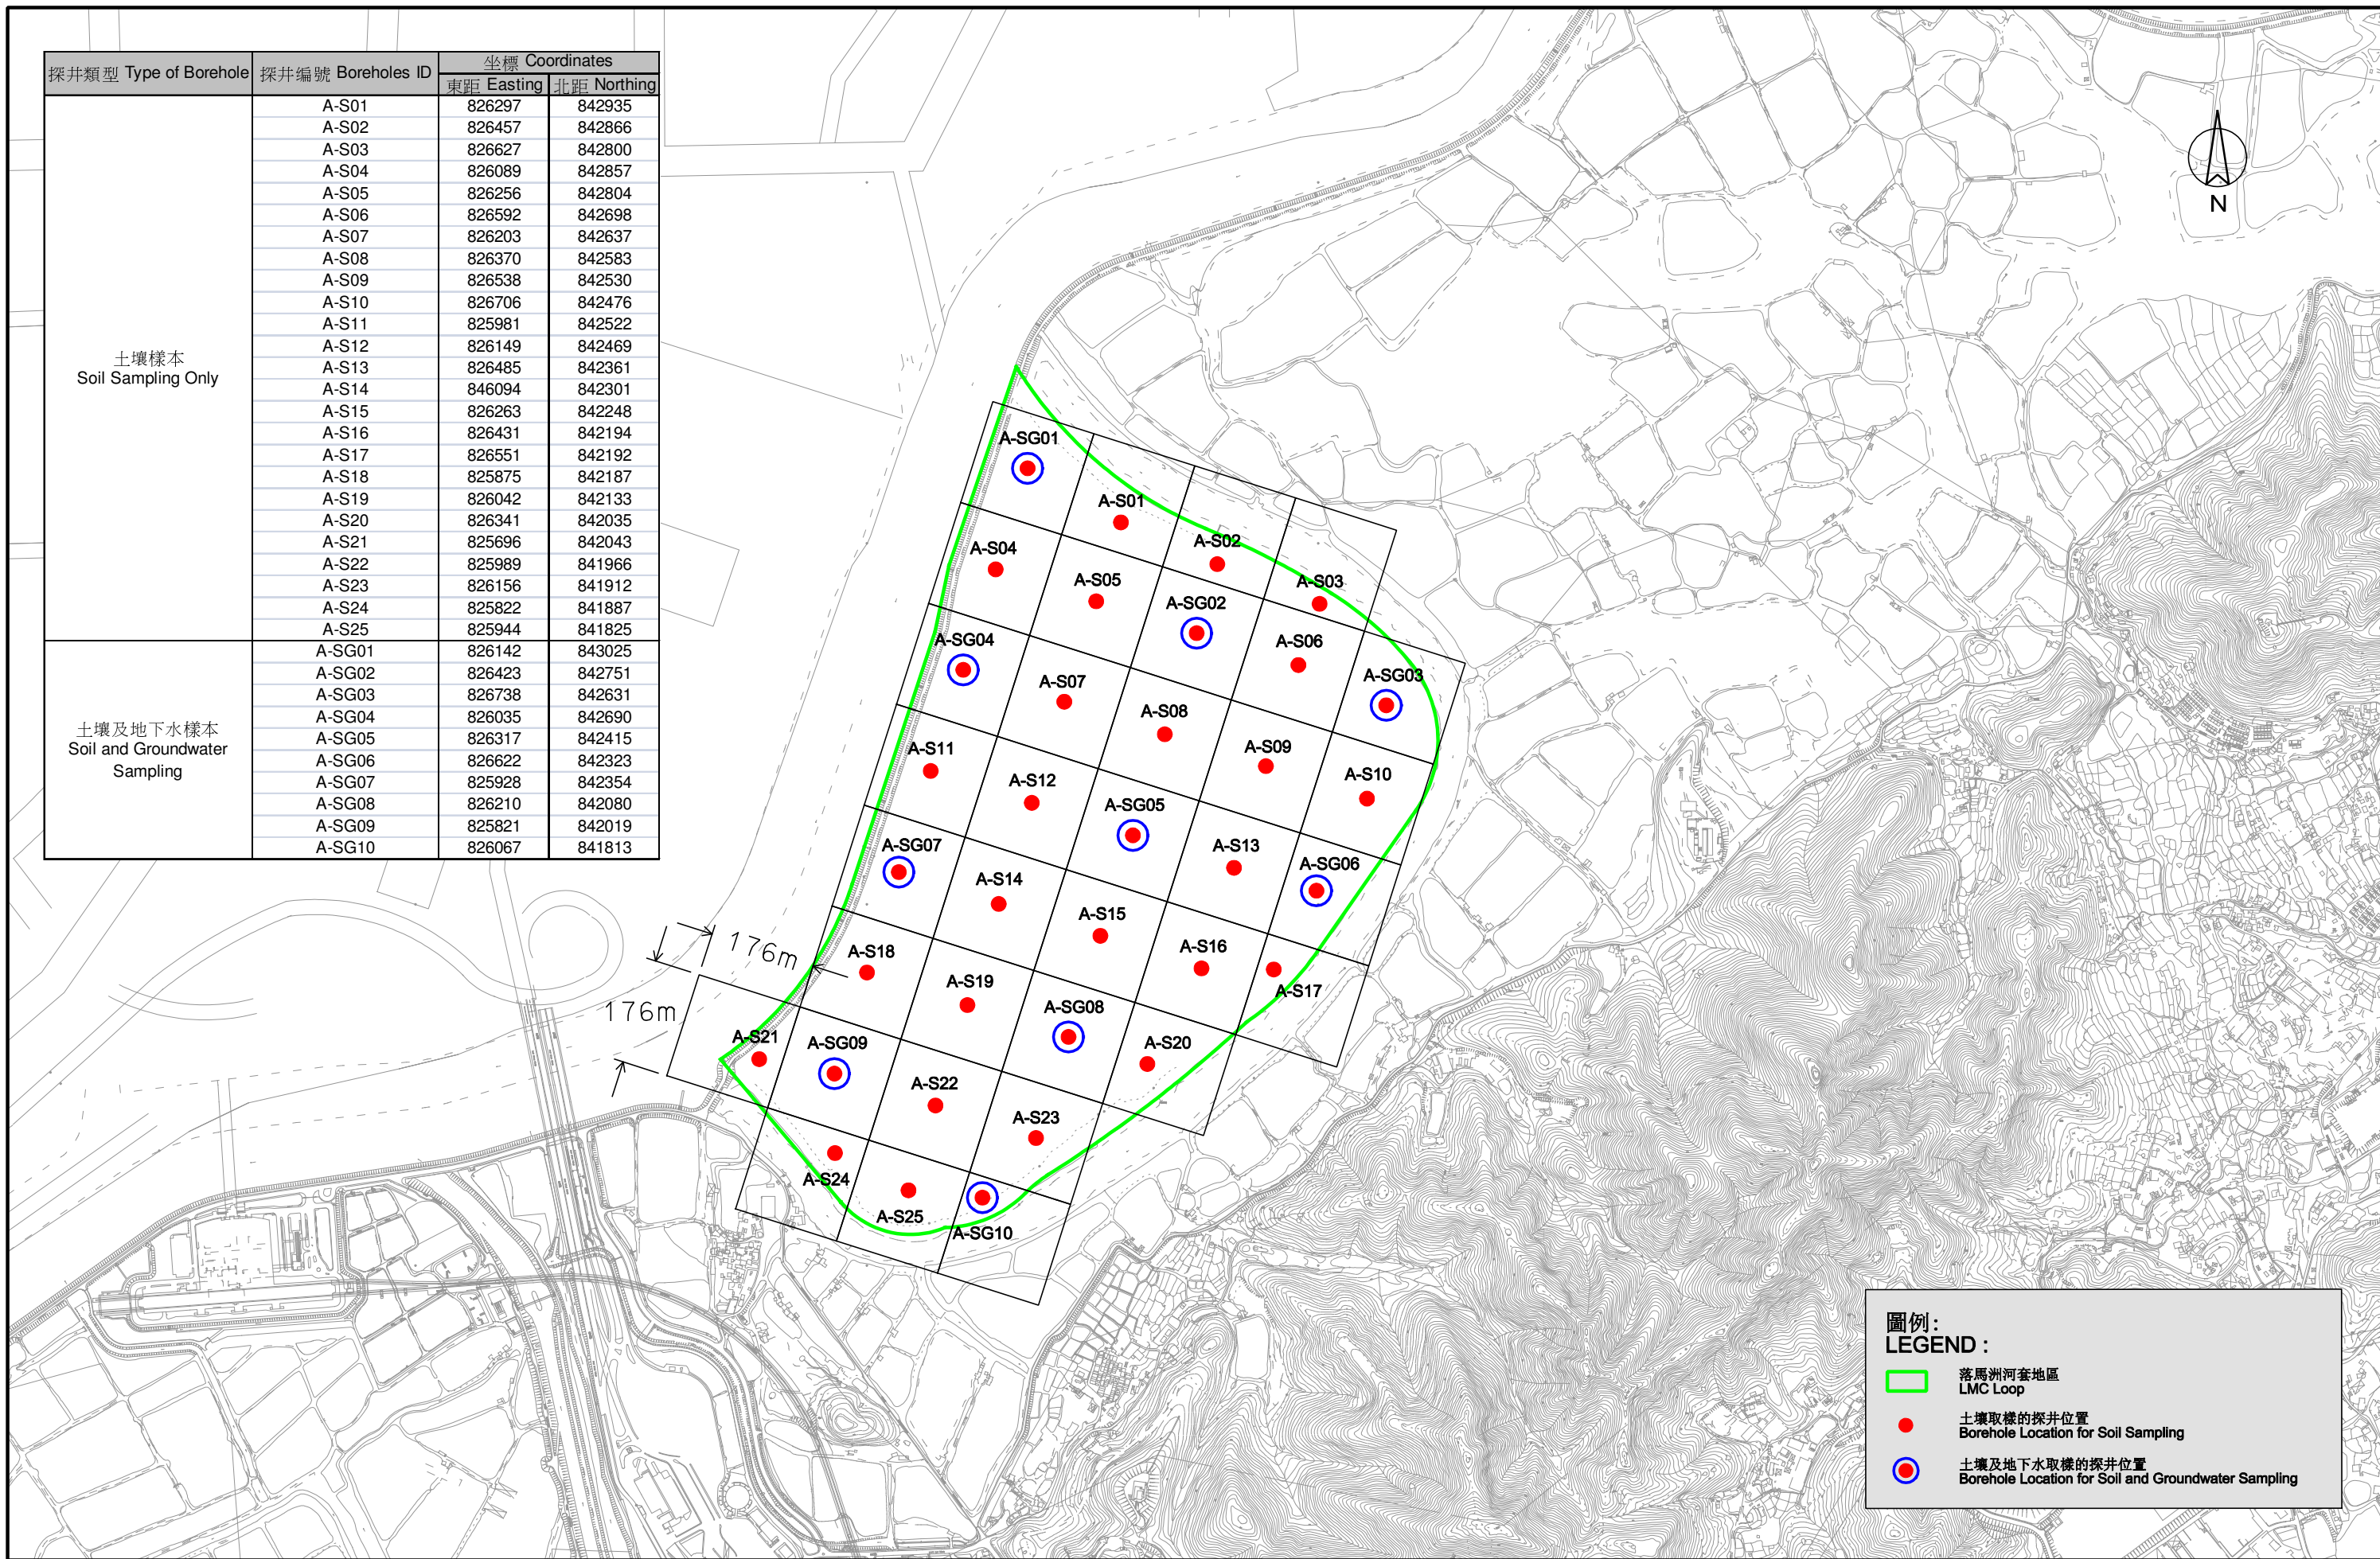 探井類型 Type of Borehole 探井編號 Boreholes ID 坐標 Coordinates
東距 Easting 北距 Northing
土壤樣本
Soil Sampling Only
A-S01 826297 842935
A-S02 826457 842866
A-S03 826627 842800
A-S04 826089 842857
A-S05 826256 842804
A-S06 826592 842698
A-S07 826203 842637
A-S08 826370 842583
A-S09 826538 842530
A-S10 826706 842476
A-S11 825981 842522
A-S12 826149 842469
A-S13 826485 842361
A-S14 846094 842301
A-S15 826263 842248
A-S16 826431 842194
A-S17 826551 842192
A-S18 825875 842187
A-S19 826042 842133
A-S20 826341 842035
A-S21 825696 842043
A-S22 825989 841966
A-S23 826156 841912
A-S24 825822 841887
A-S25 825944 841825
土壤及地下水樣本
Soil and Groundwater
Sampling
A-SG01 826142 843025
A-SG02 826423 842751
A-SG03 826738 842631
A-SG04 826035 842690
A-SG05 826317 842415
A-SG06 826622 842323
A-SG07 825928 842354
A-SG08 826210 842080
A-SG09 825821 842019
A-SG10 826067 841813
N
A-SG01
A-S01
A-S02
A-S04
A-S05
A-S03
A-SG02
A-SG04
A-S06
A-SG03
A-S07
A-S08
A-S11
A-S09
A-S10
A-S12
A-SG05
A-SG07
A-S13
A-SG06
A-S14
A-S15
A-S18
176m
A-S16
A-S19
A-S17
176m
A-SG08
A-S21
A-SG09
A-S20
A-S22
A-S23
A-S24
A-S25
A-SG10
圖例:
LEGEND :
落馬洲河套地區
LMC Loop
土壤取樣的探井位置
Borehole Location for Soil Sampling
土壤及地下水取樣的探井位置
Borehole Location for Soil and Groundwater Sampling